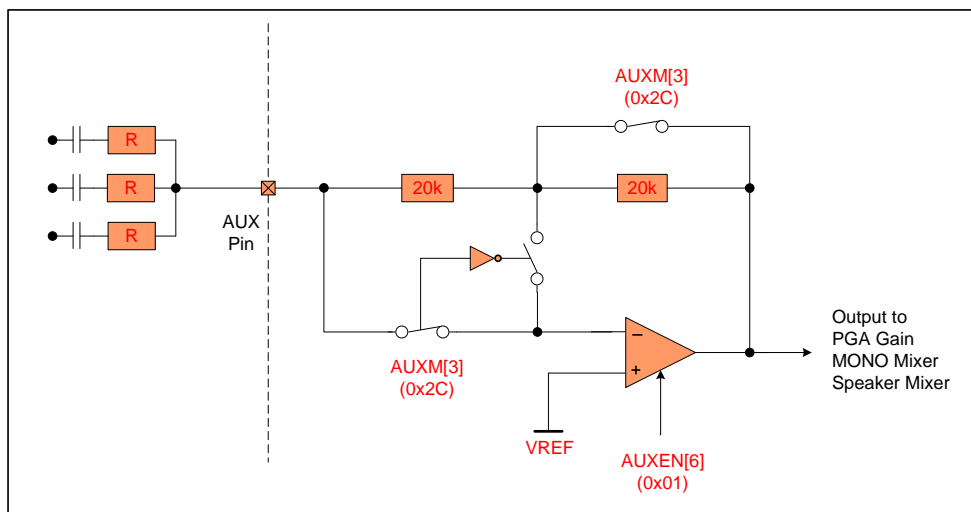 AUXM[3]
(0x2C)
R
R
R
20k
20k
AUX
Pin
AUXM[3]
(0x2C)
−
+
VREF
AUXEN[6]
(0x01)
Output to
PGA Gain
MONO Mixer
Speaker Mixer